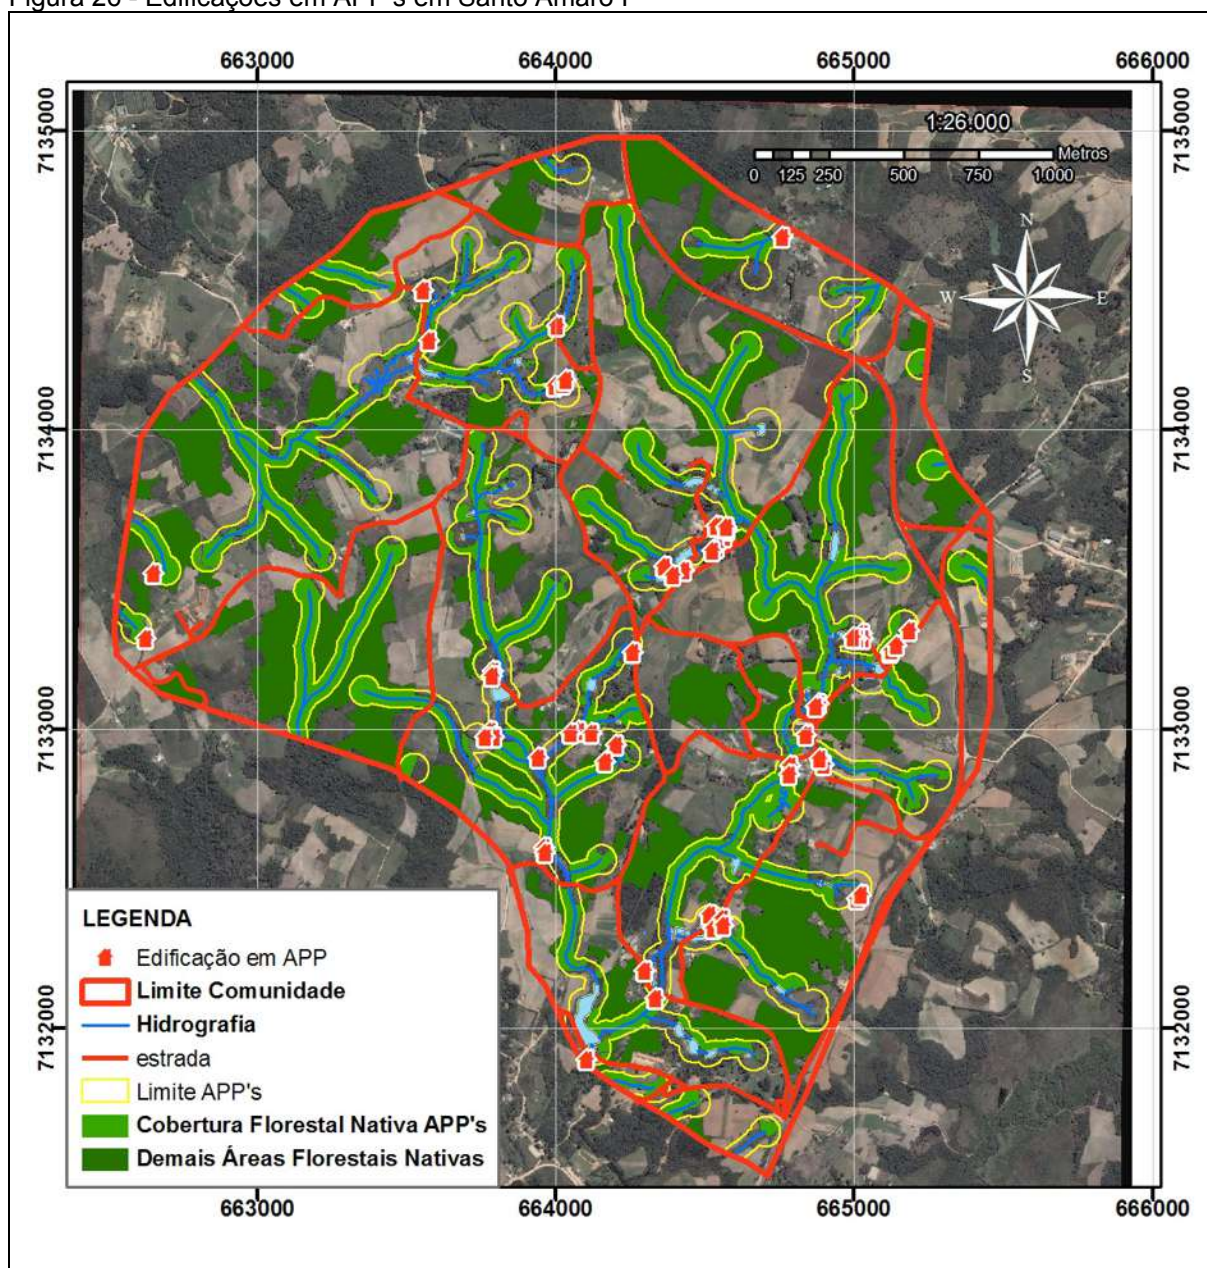 Figura 20 - Edificações em APP's em Santo Amaro I
663000 664000 665000 666000
7135000 7135000
1:26.000
Metros
0 125 250 500 750 1.000
N
W E
S
7134000 7134000
7133000 7133000
7132000 7132000
LEGENDA
Edificação em APP
Limite Comunidade
Hidrografia
estrada
Limite APP's
Cobertura Florestal Nativa APP's
Demais Áreas Florestais Nativas
663000 664000 665000 666000